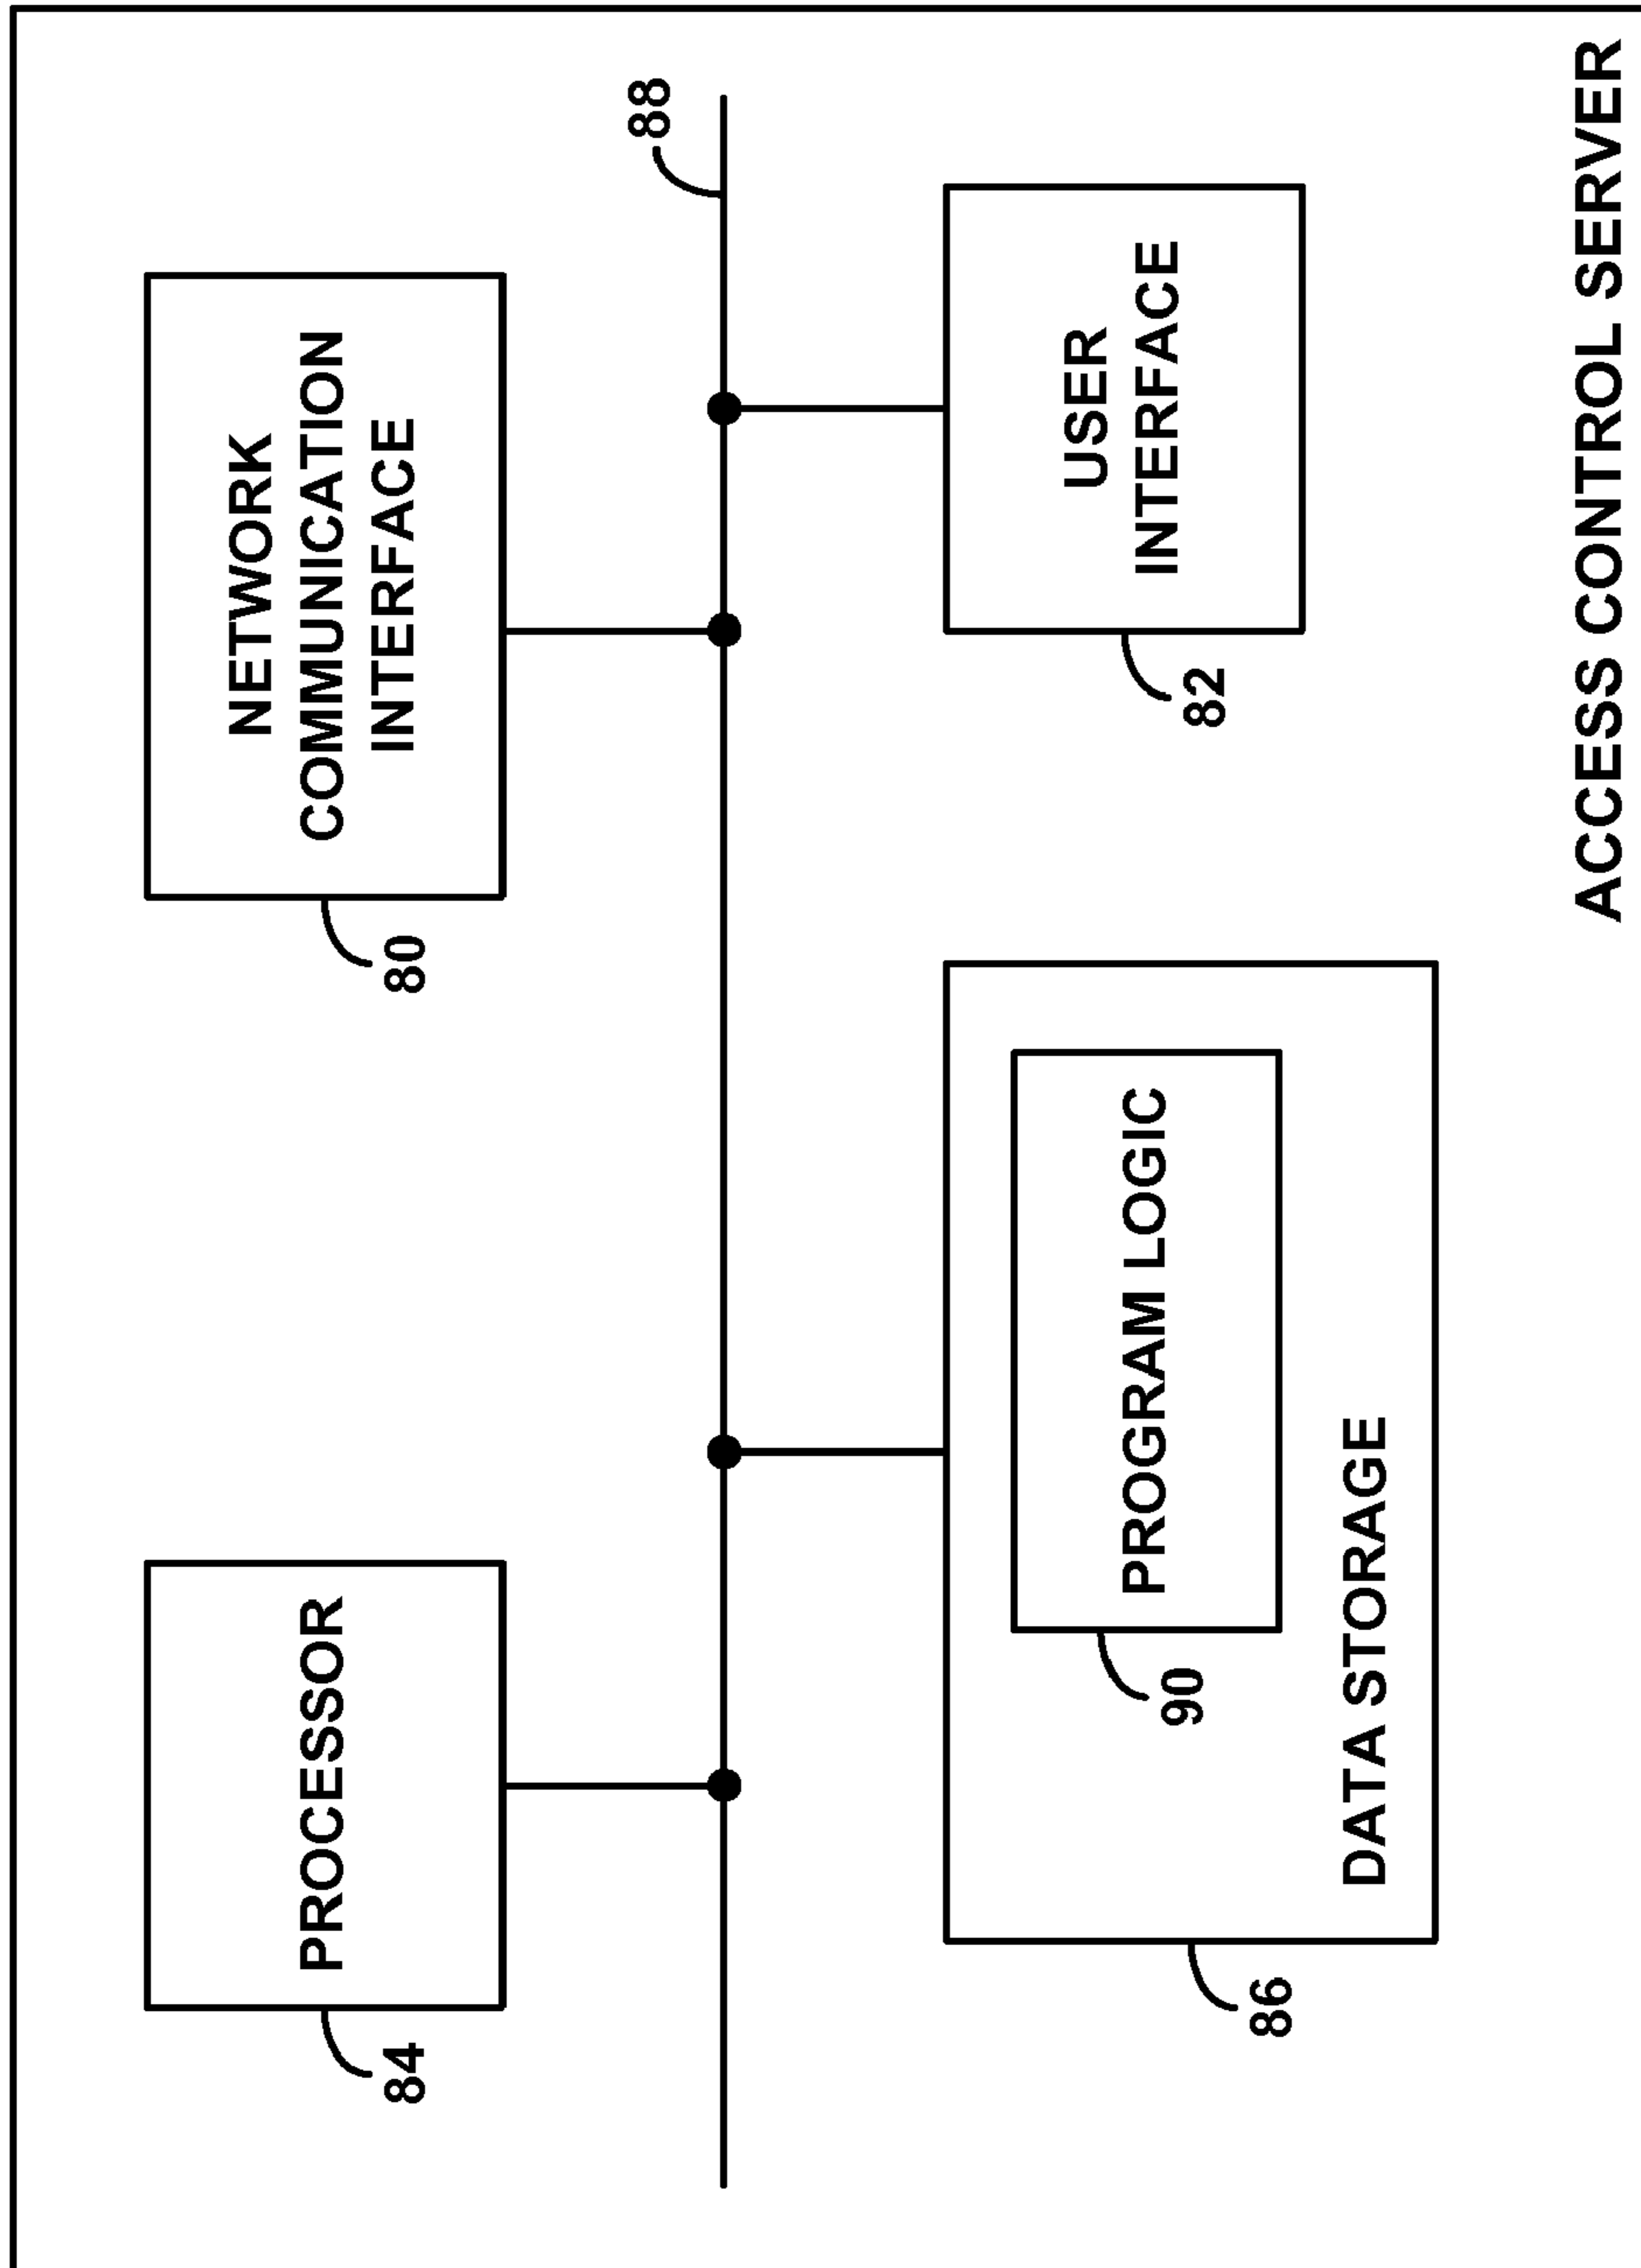 84
PROCESSOR
80
NETWORK
COMMUNICATION
INTERFACE
88
86
90
PROGRAM LOGIC
DATA STORAGE
82
USER
INTERFACE
ACCESS CONTROL SERVER